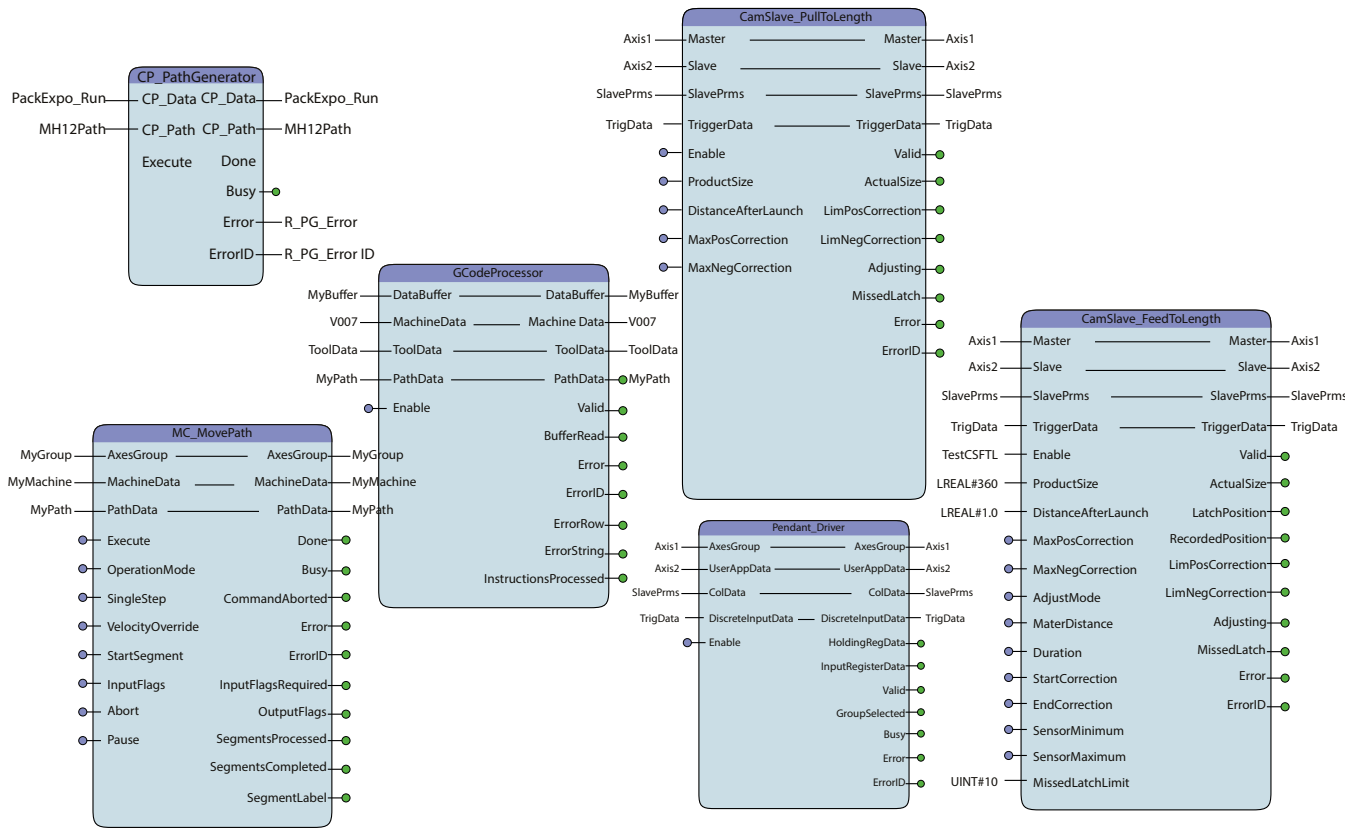 CP_PathGenerator
PackExpo_Run CP_Data CP_Data PackExpo_Run
MH12Path CP_Path CP_Path MH12Path
Execute Done
Busy
Error R_PG_Error
ErrorID R_PG_Error ID
CamSlave_PullToLength
Axis1 Master Master Axis1
Axis2 Slave Slave Axis2
SlavePrms SlavePrms SlavePrms SlavePrms
TrigData TriggerData TriggerData TrigData
Enable Valid
ProductSize ActualSize
DistanceAfterLaunch LimPosCorrection
MaxPosCorrection LimNegCorrection
MaxNegCorrection Adjusting
MissedLatch
Error
ErrorID
GCodeProcessor
MyBuffer DataBuffer DataBuffer MyBuffer
V007 MachineData Machine Data V007
ToolData ToolData ToolData ToolData
MyPath PathData PathData MyPath
Enable Valid
BufferRead
Error
ErrorID
ErrorRow
ErrorString
InstructionsProcessed
MC_MovePath
MyGroup AxesGroup AxesGroup MyGroup
MyMachine MachineData MachineData MyMachine
MyPath PathData PathData MyPath
Execute Done
OperationMode Busy
SingleStep CommandAborted
VelocityOverride Error
StartSegment ErrorID
InputFlags InputFlagsRequired
Abort OutputFlags
Pause SegmentsProcessed
SegmentsCompleted
SegmentLabel
Pendant_Driver
Axis1 AxesGroup AxesGroup Axis1
Axis2 UserAppData UserAppData Axis2
SlavePrms ColData ColData SlavePrms
TrigData DiscreteInputData DiscreteInputData TrigData
Enable HoldingRegData
InputRegisterData
Valid
GroupSelected
Busy
Error
ErrorID
CamSlave_FeedToLength
Axis1 Master Master Axis1
Axis2 Slave Slave Axis2
SlavePrms SlavePrms SlavePrms SlavePrms
TrigData TriggerData TriggerData TrigData
TestCSFTL Enable Valid
LREAL#360 ProductSize ActualSize
LREAL#1.0 DistanceAfterLaunch LatchPosition
MaxPosCorrection RecordedPosition
MaxNegCorrection LimPosCorrection
AdjustMode LimNegCorrection
MaterDistance Adjusting
Duration MissedLatch
StartCorrection Error
EndCorrection ErrorID
SensorMinimum
SensorMaximum
UINT#10 MissedLatchLimit